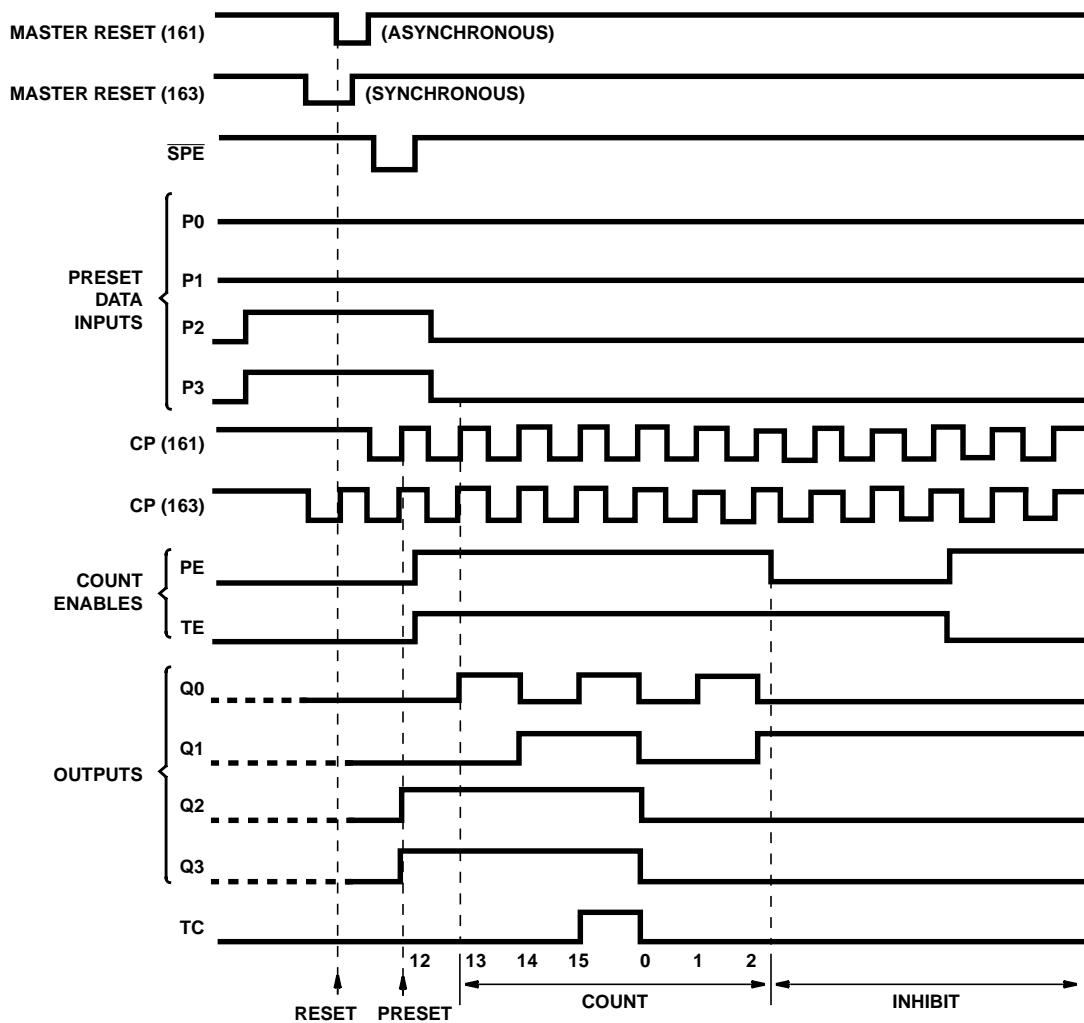 MASTER RESET (161)
(ASYNCHRONOUS)
MASTER RESET (163)
(SYNCHRONOUS)
S̅P̅E̅
P0
P1
PRESET
DATA
INPUTS
P2
P3
CP (161)
CP (163)
PE
COUNT
ENABLES
TE
Q0
Q1
OUTPUTS
Q2
Q3
TC
12 13 14 15 0 1 2
RESET PRESET COUNT INHIBIT